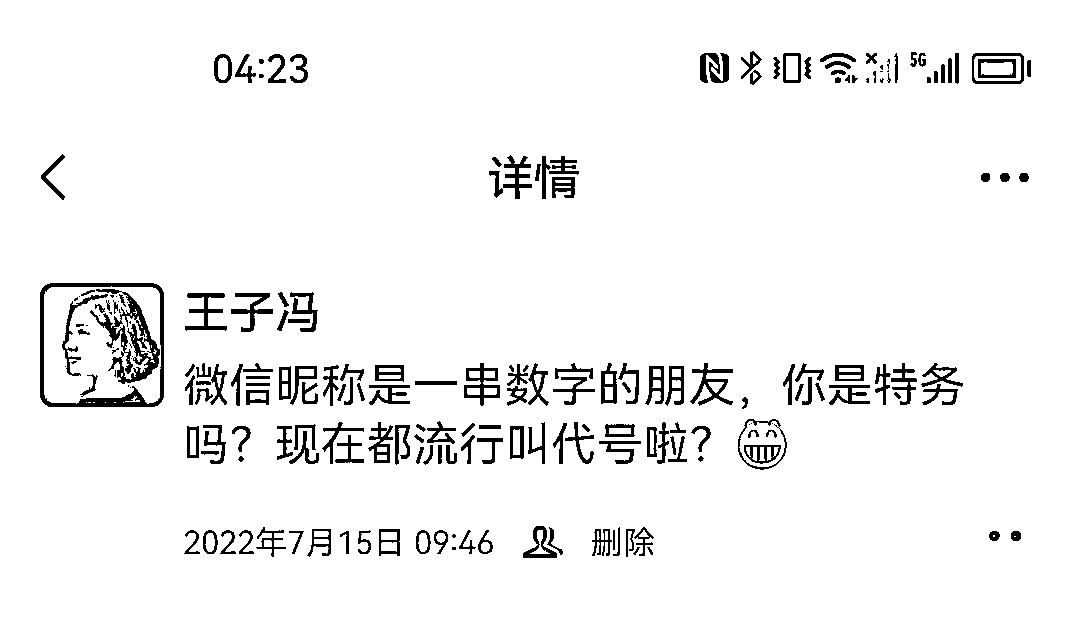 04:23
5G
详情
王子冯
微信昵称是一串数字的朋友，你是特务
吗？现在都流行叫代号啦？
2022年7月15日 09:46 删除